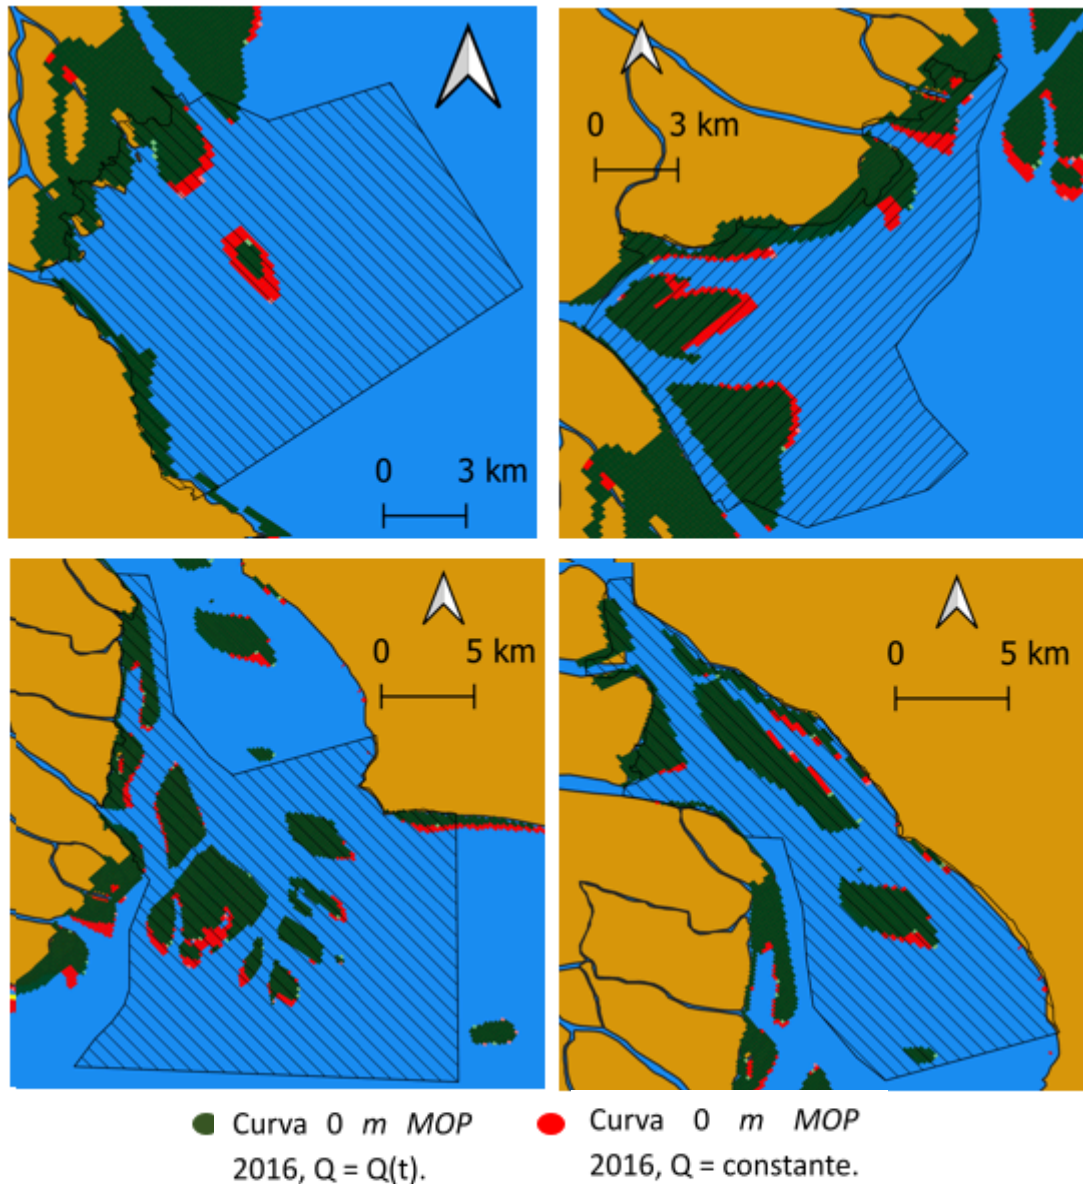 0 3 km
0 3 km
0 5 km
0 5 km
Curva 0 m MOP
2016, Q = Q(t).
Curva 0 m MOP
2016, Q = constante.